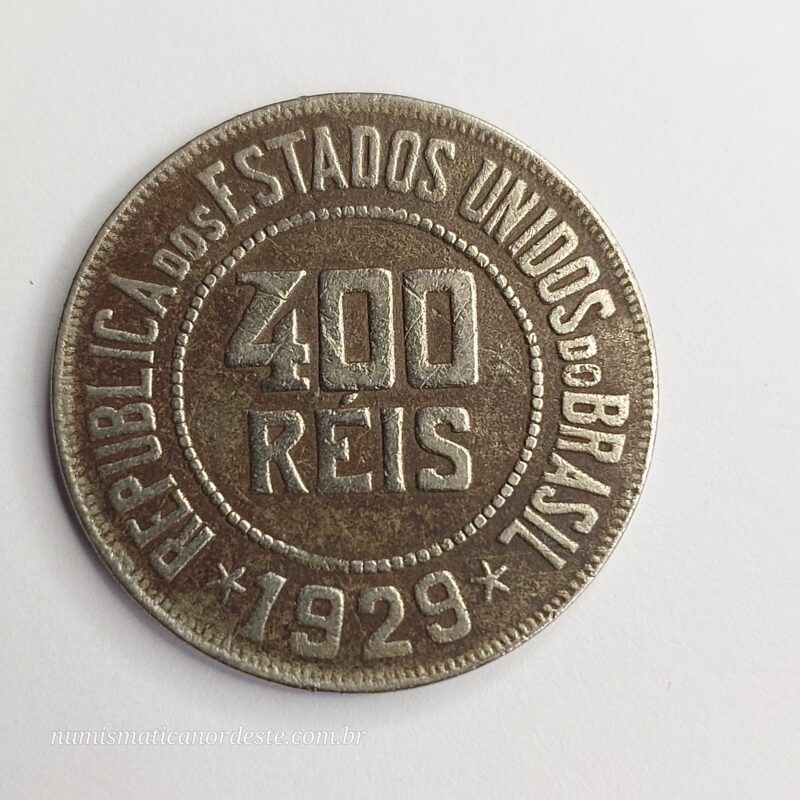 REPUBLICA DOS ESTADOS UNIDOS DO BRASIL
400
RÉIS
* 1929 *
numismaticanordeste.com.br